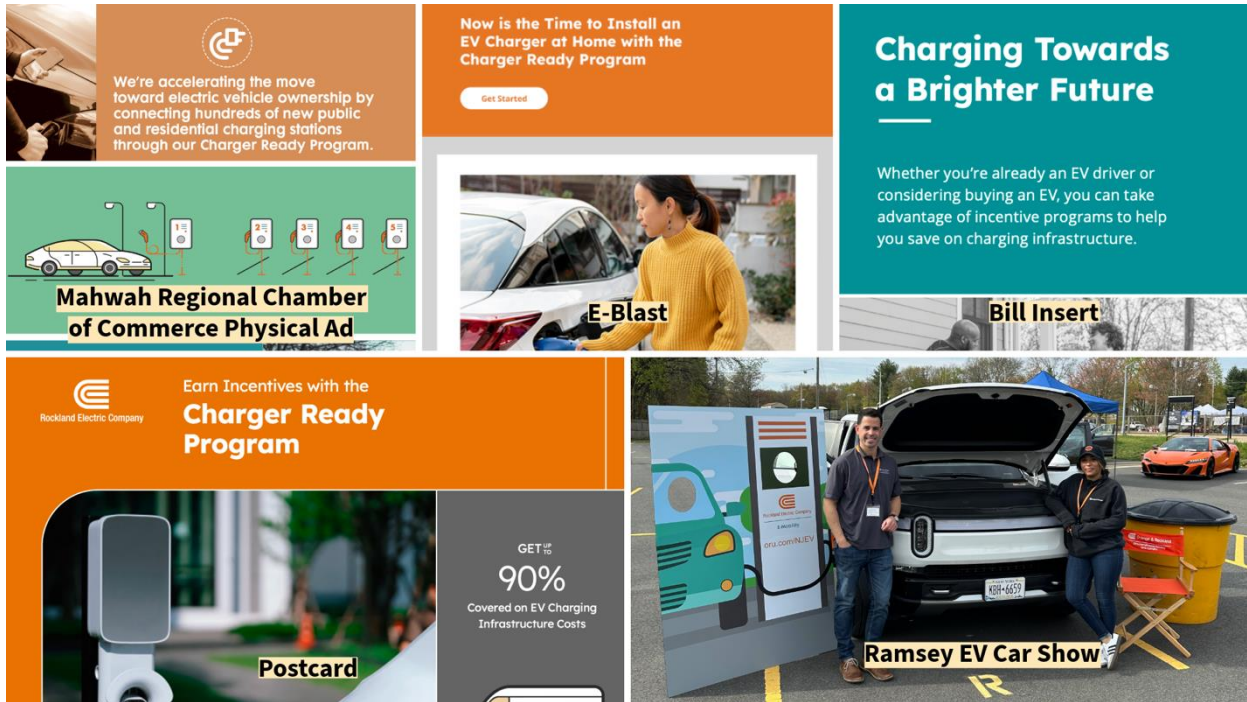 We're accelerating the move
toward electric vehicle ownership by
connecting hundreds of new public
and residential charging stations
through our Charger Ready Program.
1
2
3
4
5
Mahwah Regional Chamber
of Commerce Physical Ad
Now is the Time to Install an
EV Charger at Home with the
Charger Ready Program
Get Started
E-Blast
Charging Towards
a Brighter Future
Whether you're already an EV driver or
considering buying an EV, you can take
advantage of incentive programs to help
you save on charging infrastructure.
Bill Insert
Rockland Electric Company
Earn Incentives with the
Charger Ready
Program
GET UP TO
90%
Covered on EV Charging
Infrastructure Costs
Postcard
Rockland Electric Company
oru.com/NJEV
Ramsey EV Car Show
R